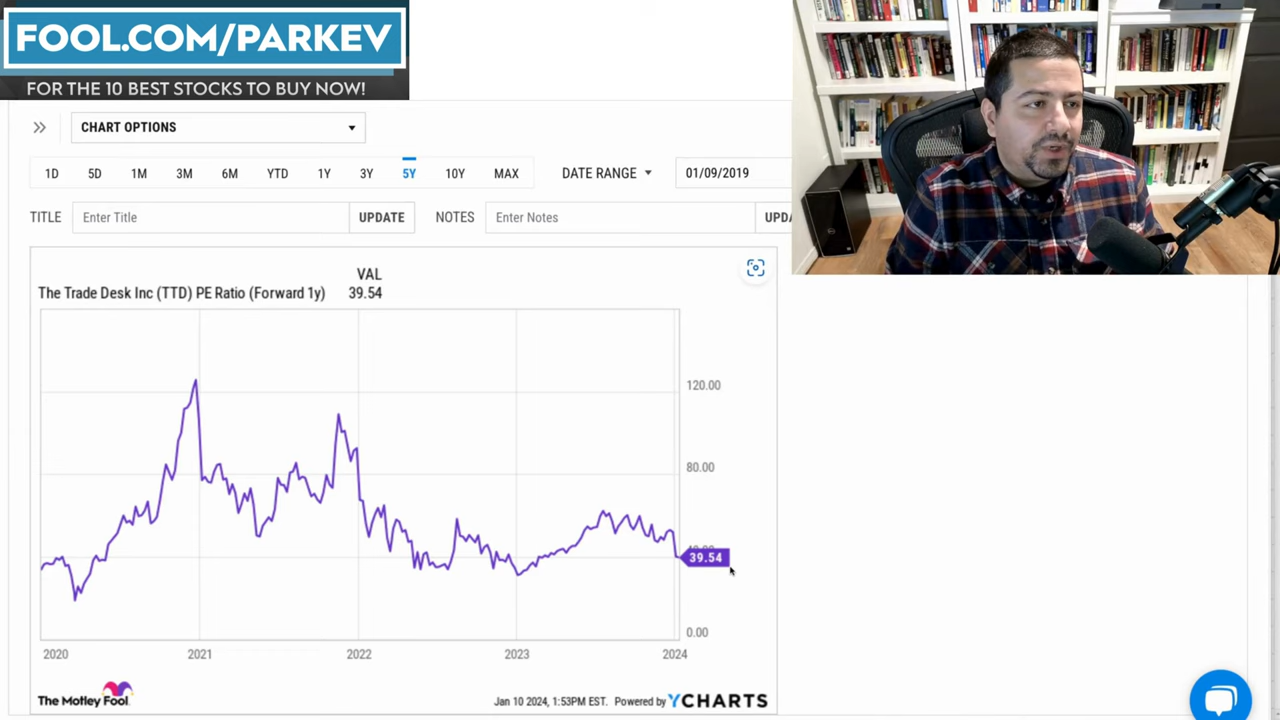 FOOL.COM/PARKEV
FOR THE 10 BEST STOCKS TO BUY NOW!
CHART OPTIONS
1D 5D 1M 3M 6M YTD 1Y 3Y 5Y 10Y MAX DATE RANGE 01/09/2019
TITLE Enter Title UPDATE NOTES Enter Notes UPDA
VAL
The Trade Desk Inc (TTD) PE Ratio (Forward 1y) 39.54
120.00
80.00
39.54
0.00
2020 2021 2022 2023 2024
The Motley Fool
Jan 10 2024, 1:53PM EST. Powered by YCHARTS